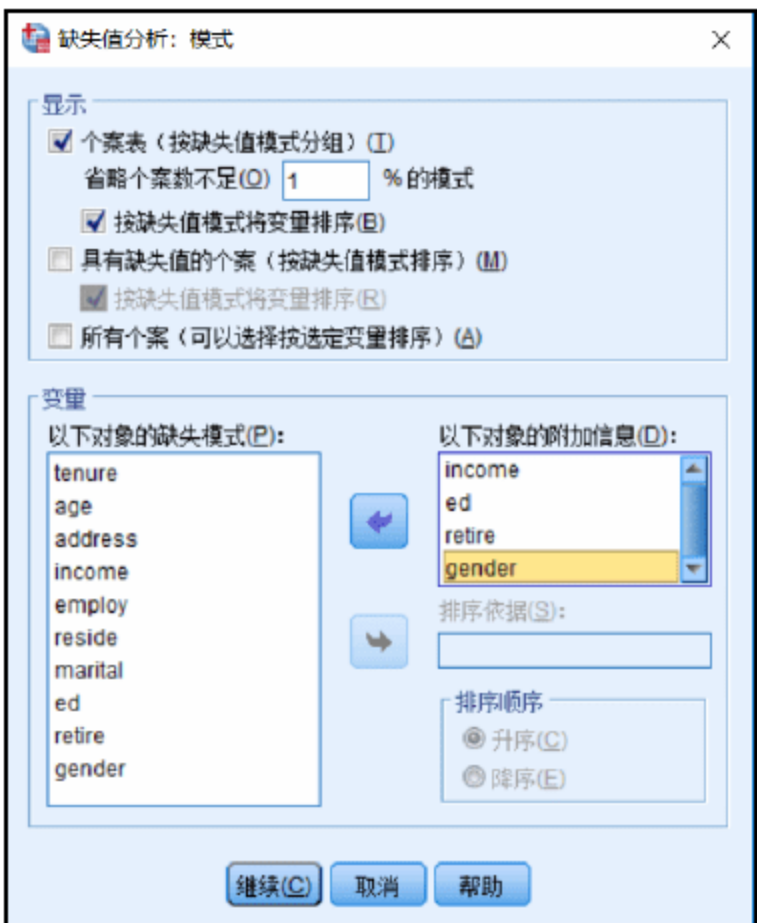 缺失值分析：模式
显示
个案表（按缺失值模式分组）(T)
省略个案数不足(O) 1 %的模式
按缺失值模式将变量排序(B)
具有缺失值的个案（按缺失值模式排序）(M)
按缺失值模式将变量排序(R)
所有个案（可以选择按选定变量排序）(A)
变量
以下对象的缺失模式(P):
tenure
age
address
income
employ
reside
marital
ed
retire
gender
以下对象的附加信息(D):
income
ed
retire
gender
排序依据(S):
排序顺序
升序(C)
降序(E)
继续(C) 取消 帮助